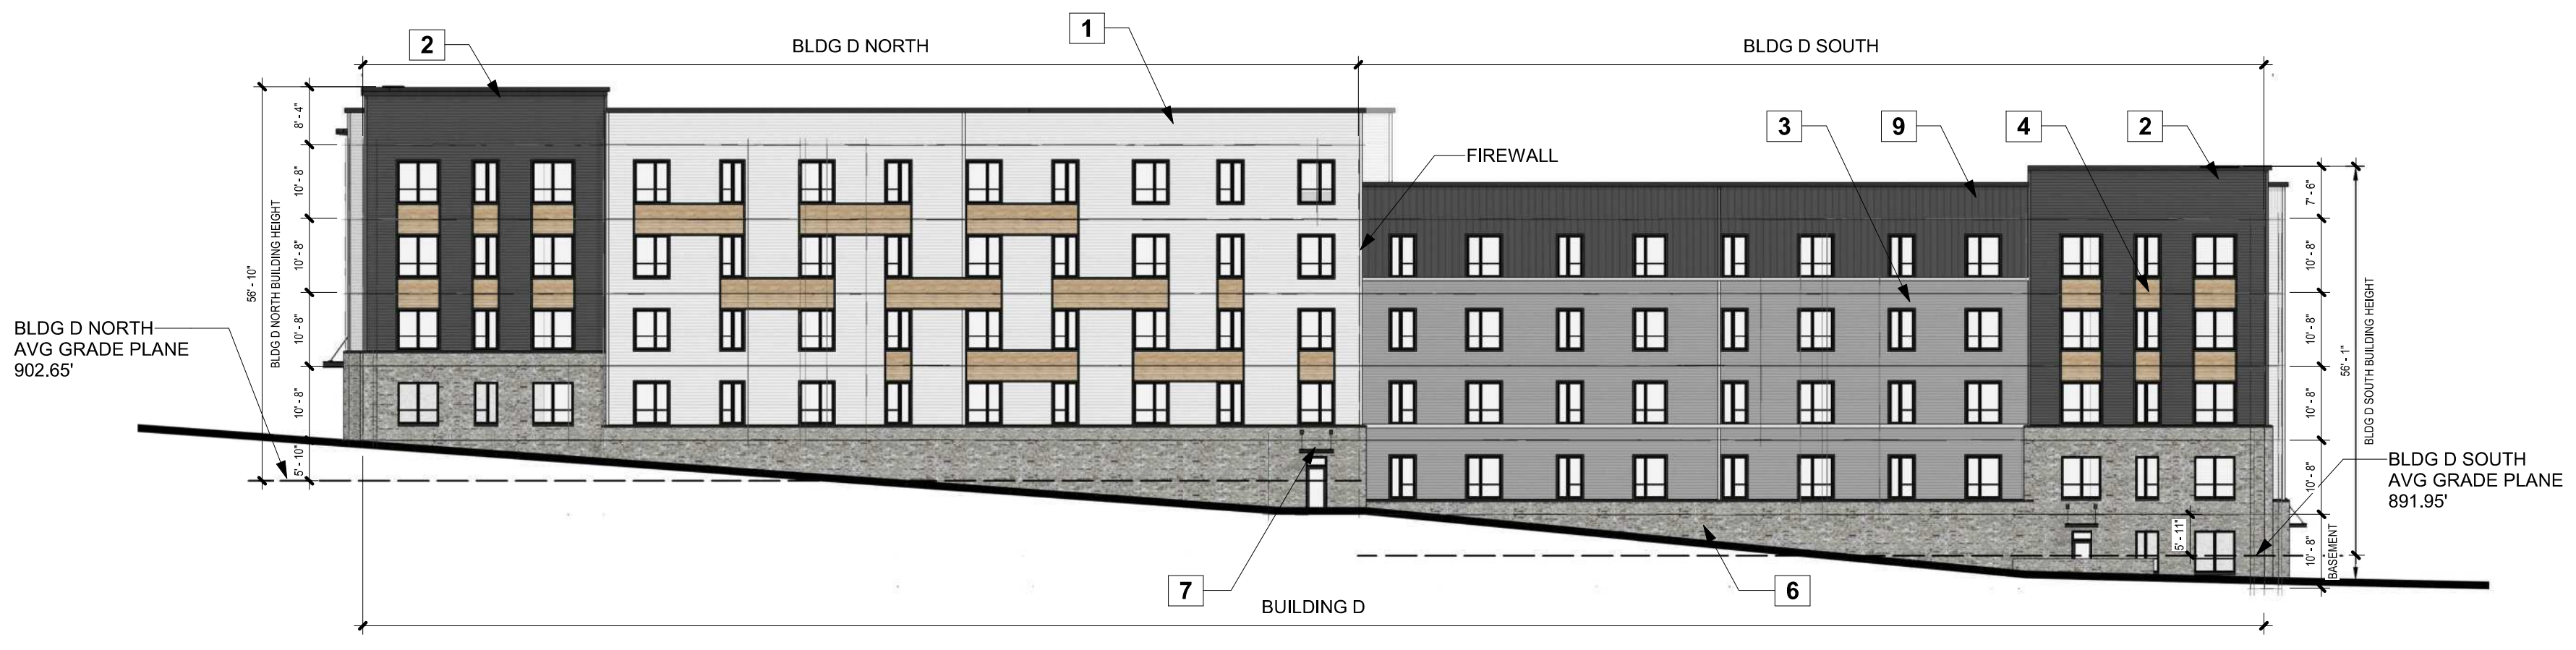 2
BLDG D NORTH
1
BLDG D SOUTH
3
9
4
2
FIREWALL
8' - 4"
10' - 8"
10' - 8"
10' - 8"
10' - 8"
5' - 10"
56' - 10"
BLDG D NORTH BUILDING HEIGHT
BLDG D NORTH
AVG GRADE PLANE
902.65'
7' - 6"
10' - 8"
10' - 8"
10' - 8"
10' - 8"
10' - 8"
BASEMENT
5' - 11"
56' - 1"
BLDG D SOUTH BUILDING HEIGHT
BLDG D SOUTH
AVG GRADE PLANE
891.95'
7
6
BUILDING D